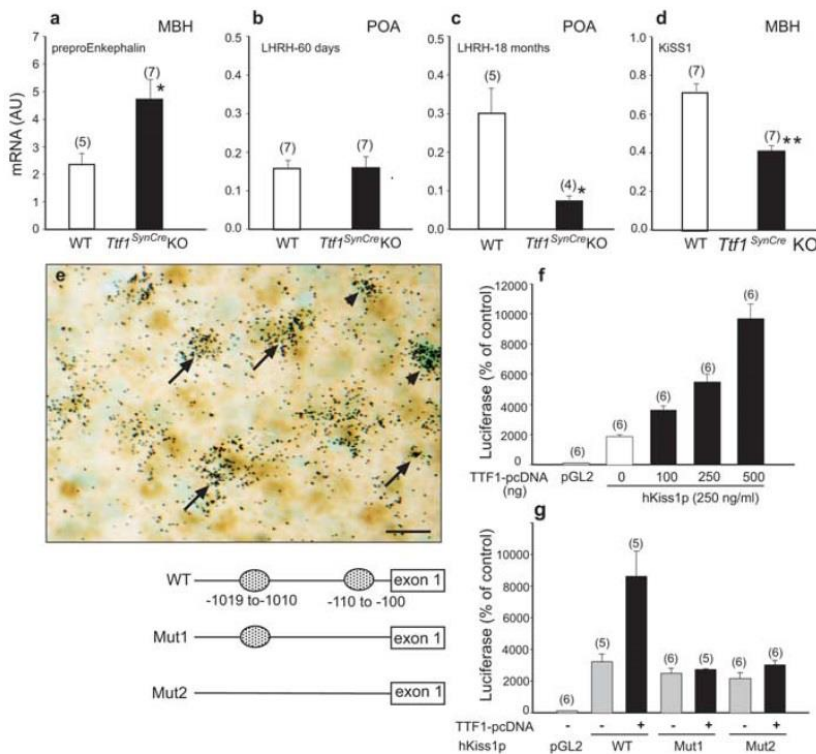 a MBH
preproEnkephalin
mRNA (AU)
7
6
5
4
3
2
1
0
(5)
(7)
*
WT Ttf1SynCreKO
b POA
LHRH-60 days
0.4
0.3
0.2
0.1
0.0
(7)
(7)
WT Ttf1SynCreKO
c POA
LHRH-18 months
0.4
0.3
0.2
0.1
0.0
(5)
(4)
*
WT Ttf1SynCreKO
d MBH
KiSS1
1.0
0.8
0.6
0.4
0.2
0.0
(7)
(7)
**
WT Ttf1SynCre KO
e
f
Luciferase (% of control)
12000
10000
8000
6000
4000
2000
0
(6)
(6)
(6)
(6)
(6)
TTF1-pcDNA (ng)
pGL2 0 100 250 500
hKiss1p (250 ng/ml)
WT exon 1
-1019 to-1010 -110 to -100
Mut1 exon 1
Mut2 exon 1
g
Luciferase (% of control)
10000
8000
6000
4000
2000
0
(6)
(5)
(5)
(6)
(5)
(6)
(6)
TTF1-pcDNA - - + - + - +
hKiss1p pGL2 WT Mut1 Mut2